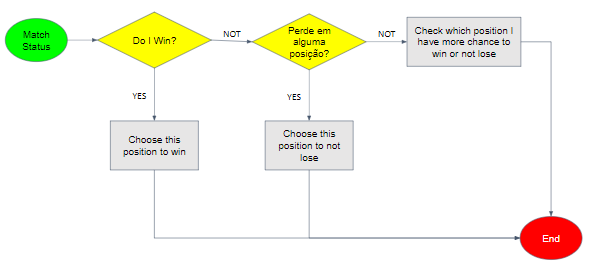 Match
Status
Do I Win?
NOT
Perde em
alguma
posição?
NOT
Check which position I
have more chance to
win or not lose
YES
YES
Choose this
position to win
Choose this
position to not
lose
End